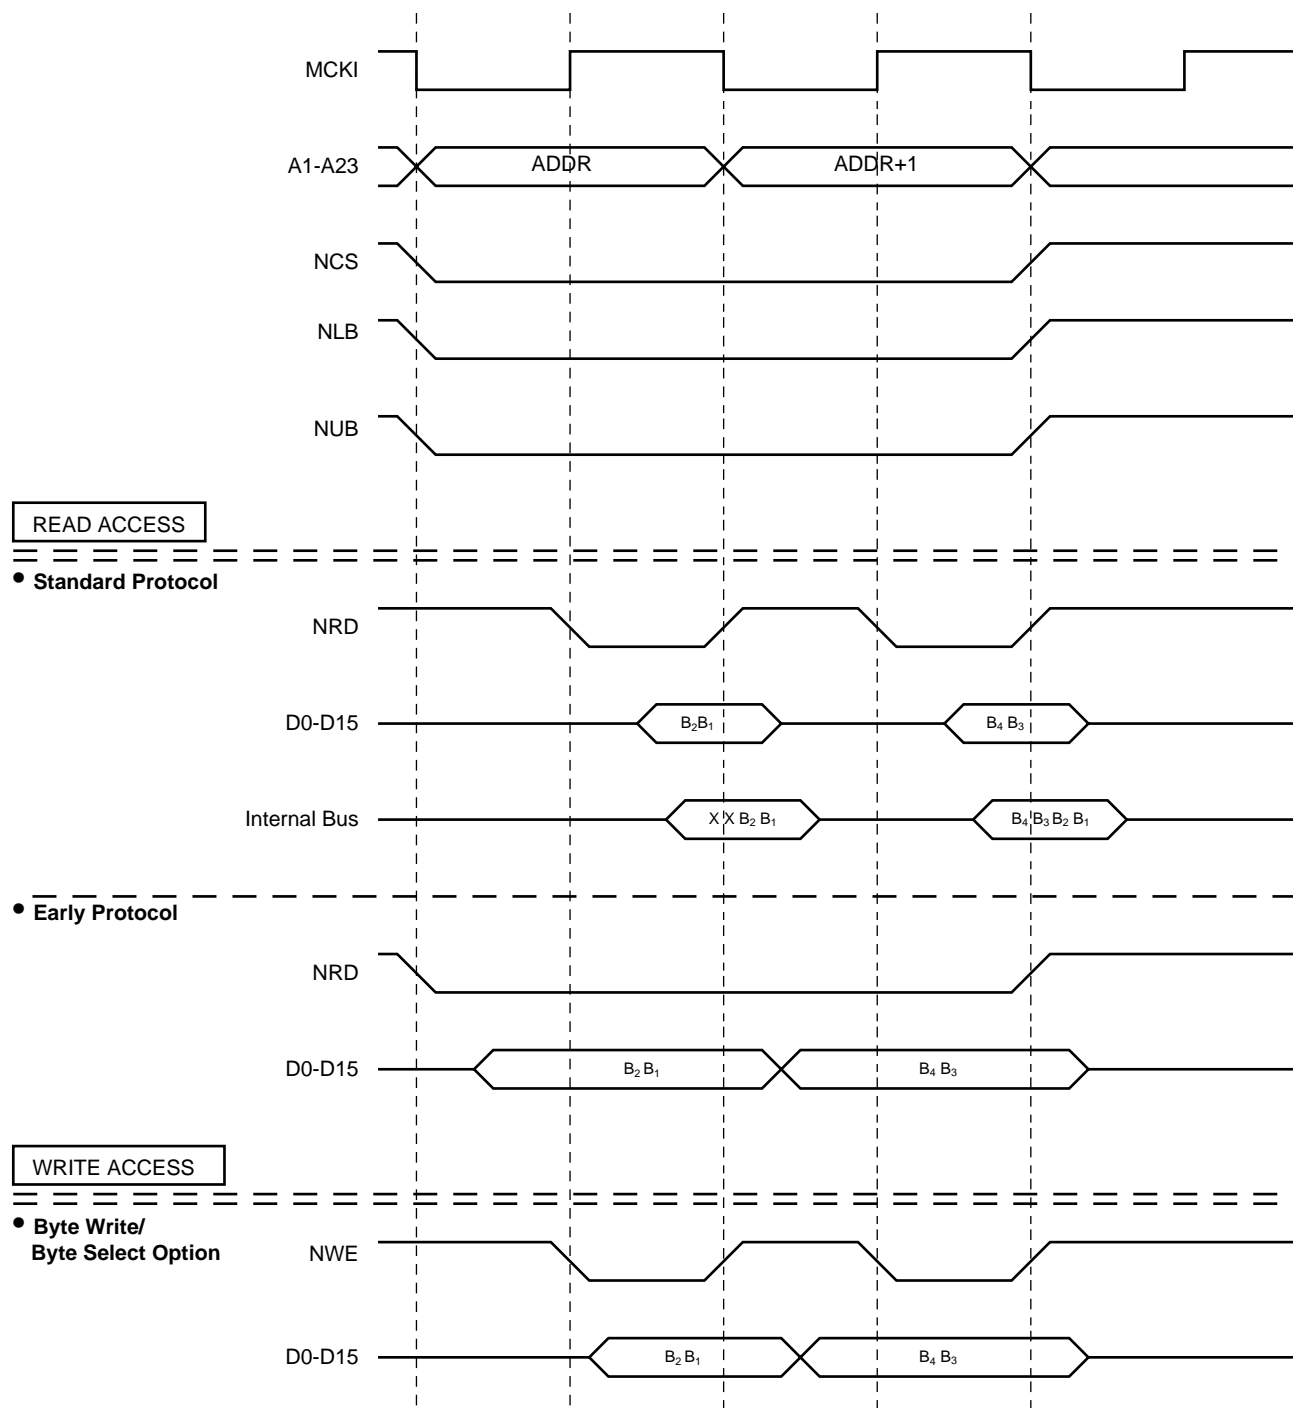 MCKI
A1-A23 ADDR ADDR+1
NCS
NLB
NUB
READ ACCESS
• Standard Protocol
NRD
D0-D15 B₂B₁ B₄ B₃
Internal Bus X X B₂ B₁ B₄ B₃ B₂ B₁
• Early Protocol
NRD
D0-D15 B₂ B₁ B₄ B₃
WRITE ACCESS
• Byte Write/
Byte Select Option
NWE
D0-D15 B₂ B₁ B₄ B₃